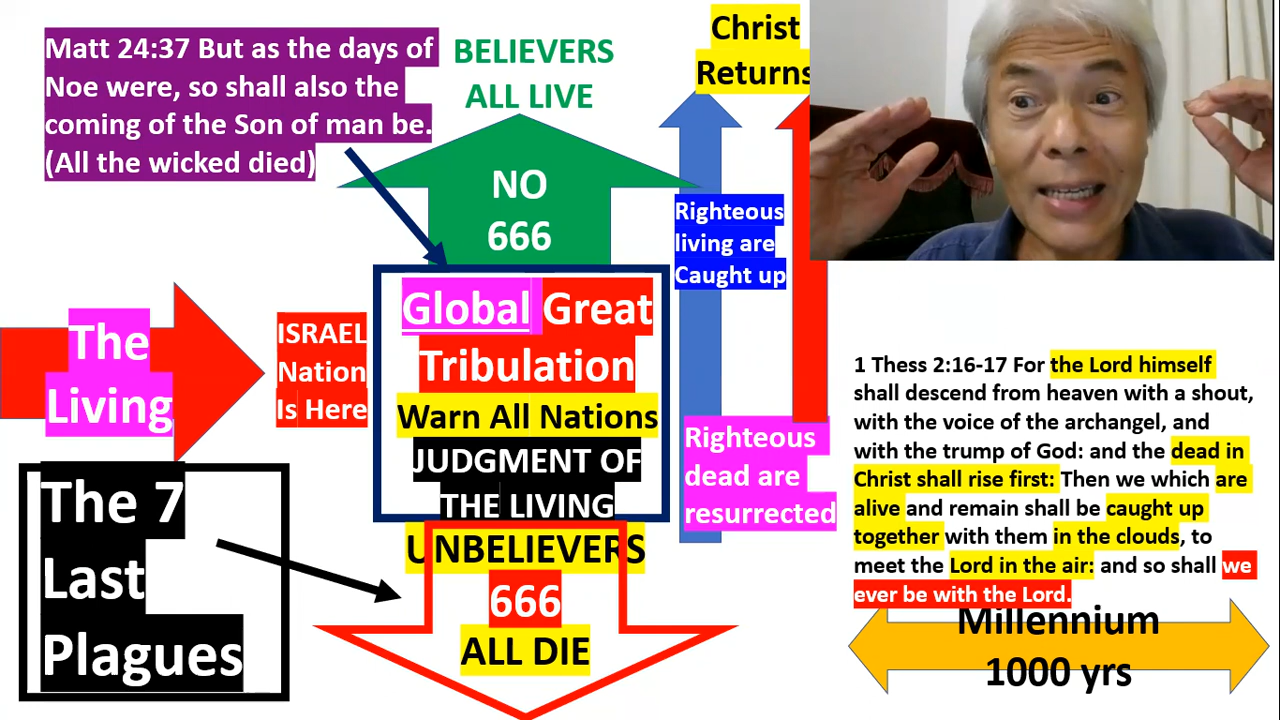 Matt 24:37 But as the days of
Noe were, so shall also the
coming of the Son of man be.
(All the wicked died)
BELIEVERS
ALL LIVE
Christ
Returns
NO
666
Righteous
living are
Caught up
The
Living
ISRAEL
Nation
Is Here
Global Great
Tribulation
Warn All Nations
JUDGMENT OF
THE LIVING
Righteous
dead are
resurrected
The 7
Last
Plagues
UNBELIEVERS
666
ALL DIE
1 Thess 2:16-17 For the Lord himself
shall descend from heaven with a shout,
with the voice of the archangel, and
with the trump of God: and the dead in
Christ shall rise first: Then we which are
alive and remain shall be caught up
together with them in the clouds, to
meet the Lord in the air: and so shall we
ever be with the Lord.
Millennium
1000 yrs